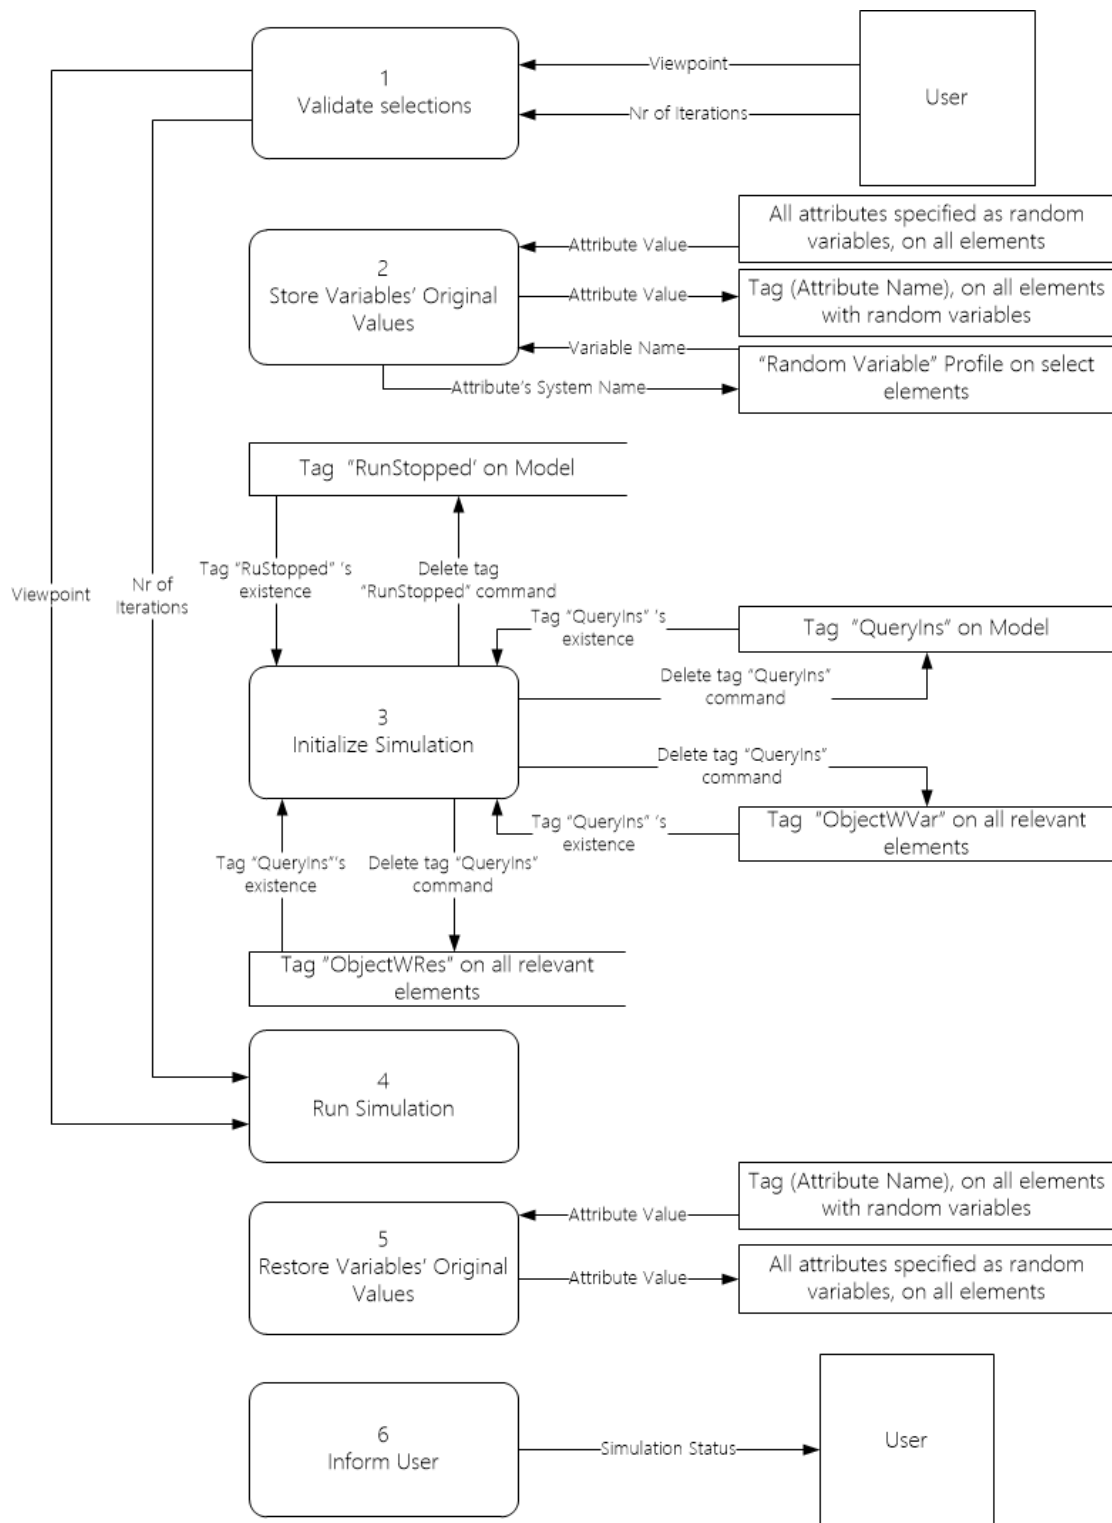 1
Validate selections
Viewpoint
Nr of Iterations
User
2
Store Variables’ Original
Values
Attribute Value
All attributes specified as random
variables, on all elements
Attribute Value
Tag (Attribute Name), on all elements
with random variables
Variable Name
Attribute’s System Name
“Random Variable” Profile on select
elements
Tag “RunStopped’ on Model
Viewpoint
Nr of
Iterations
Tag “RuStopped” ‘s
existence
Delete tag
“RunStopped” command
3
Initialize Simulation
Tag “QueryIns” ‘s
existence
Tag “QueryIns” on Model
Delete tag “QueryIns”
command
Delete tag “QueryIns”
command
Tag “QueryIns” ‘s
existence
Tag “ObjectWVar” on all relevant
elements
Tag “QueryIns”‘s
existence
Delete tag “QueryIns”
command
Tag “ObjectWRes” on all relevant
elements
4
Run Simulation
5
Restore Variables’ Original
Values
Attribute Value
Tag (Attribute Name), on all elements
with random variables
Attribute Value
All attributes specified as random
variables, on all elements
6
Inform User
Simulation Status
User